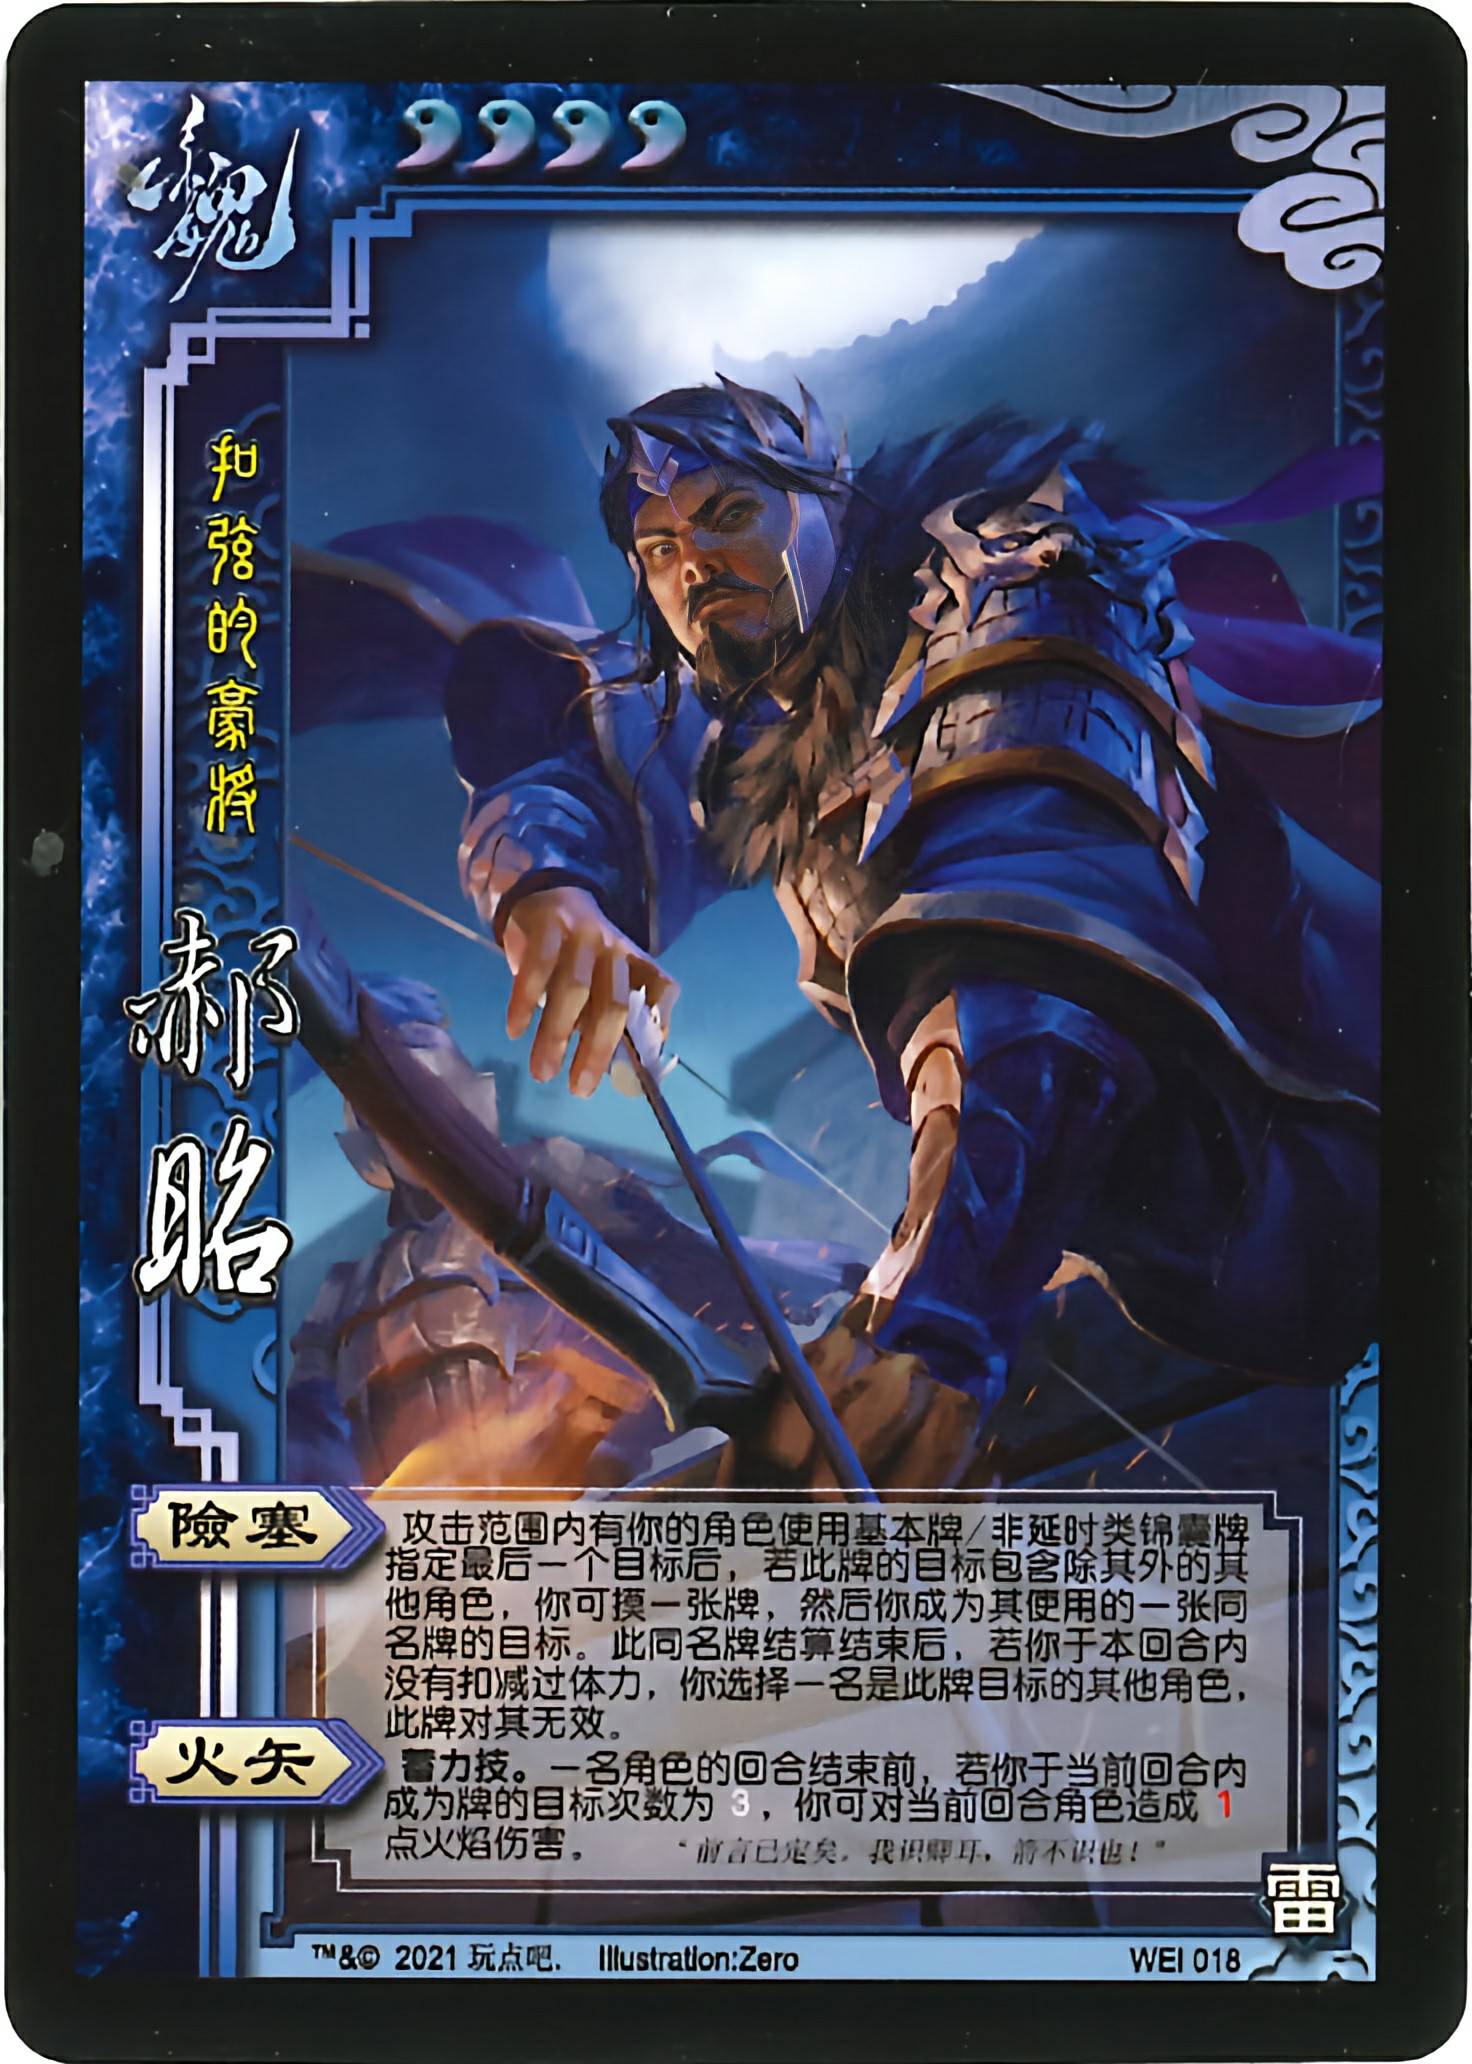 魏
扣弦的豪将
郝昭
險塞
攻击范围内有你的角色使用基本牌/非延时类锦囊牌
指定最后一个目标后，若此牌的目标包含除其外的其
他角色，你可摸一张牌，然后你成为其使用的一张同
名牌的目标。此同名牌结算结束后，若你于本回合内
没有扣减过体力，你选择一名是此牌目标的其他角色，
此牌对其无效。
火矢
蓄力技。一名角色的回合结束前，若你于当前回合内
成为牌的目标次数为 3 ，你可对当前回合角色造成 1
点火焰伤害。
“前言已定矣。我识卿耳，箭不识也！”
雷
™&© 2021 玩点吧. Illustration:Zero
WEI 018